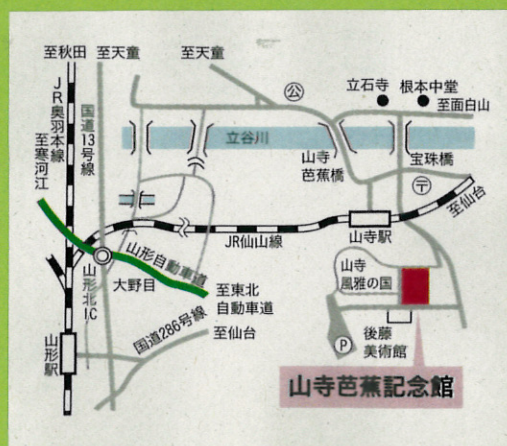 至秋田
至天童
至天童
公
立石寺
根本中堂
至面白山
JR奥羽本線
国道13号線
至寒河江
立谷川
山寺
芭蕉橋
宝珠橋
〒
至仙台
山寺駅
JR仙山線
山形自動車道
山形北I.C
大野目
至東北
自動車道
山寺
風雅の国
国道286号線
至仙台
山形駅
P
後藤
美術館
山寺芭蕉記念館